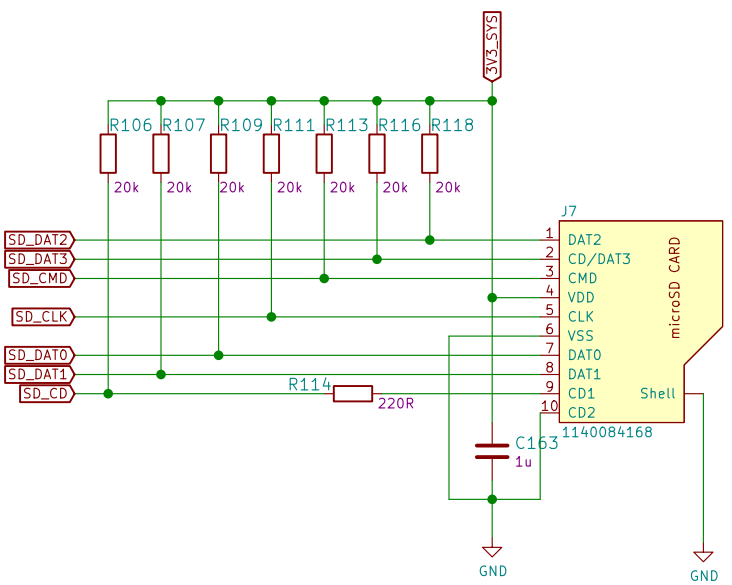 3V3_SYS
R106
R107
R109
R111
R113
R116
R118
20k
20k
20k
20k
20k
20k
20k
J7
SD_DAT2
1
DAT2
SD_DAT3
2
CD/DAT3
SD_CMD
3
CMD
4
VDD
SD_CLK
5
CLK
6
VSS
SD_DAT0
7
DAT0
SD_DAT1
8
DAT1
SD_CD
R114
220R
9
CD1
10
CD2
microSD CARD
Shell
1140084168
C163
1u
GND
GND